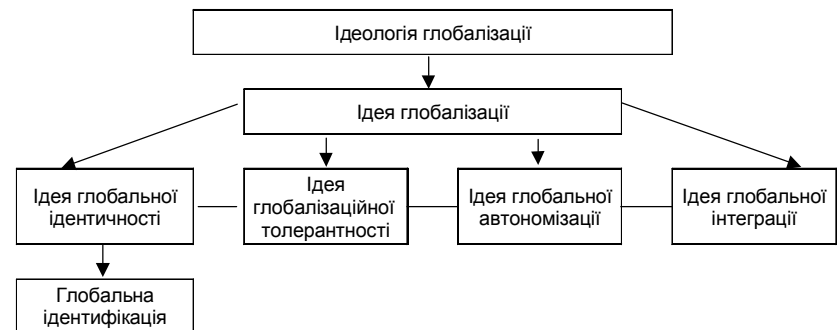 Ідеологія глобалізації
Ідея глобалізації
Ідея глобальної
ідентичності
Ідея
глобалізаційної
толерантності
Ідея глобальної
автономізації
Ідея глобальної
інтеграції
Глобальна
ідентифікація